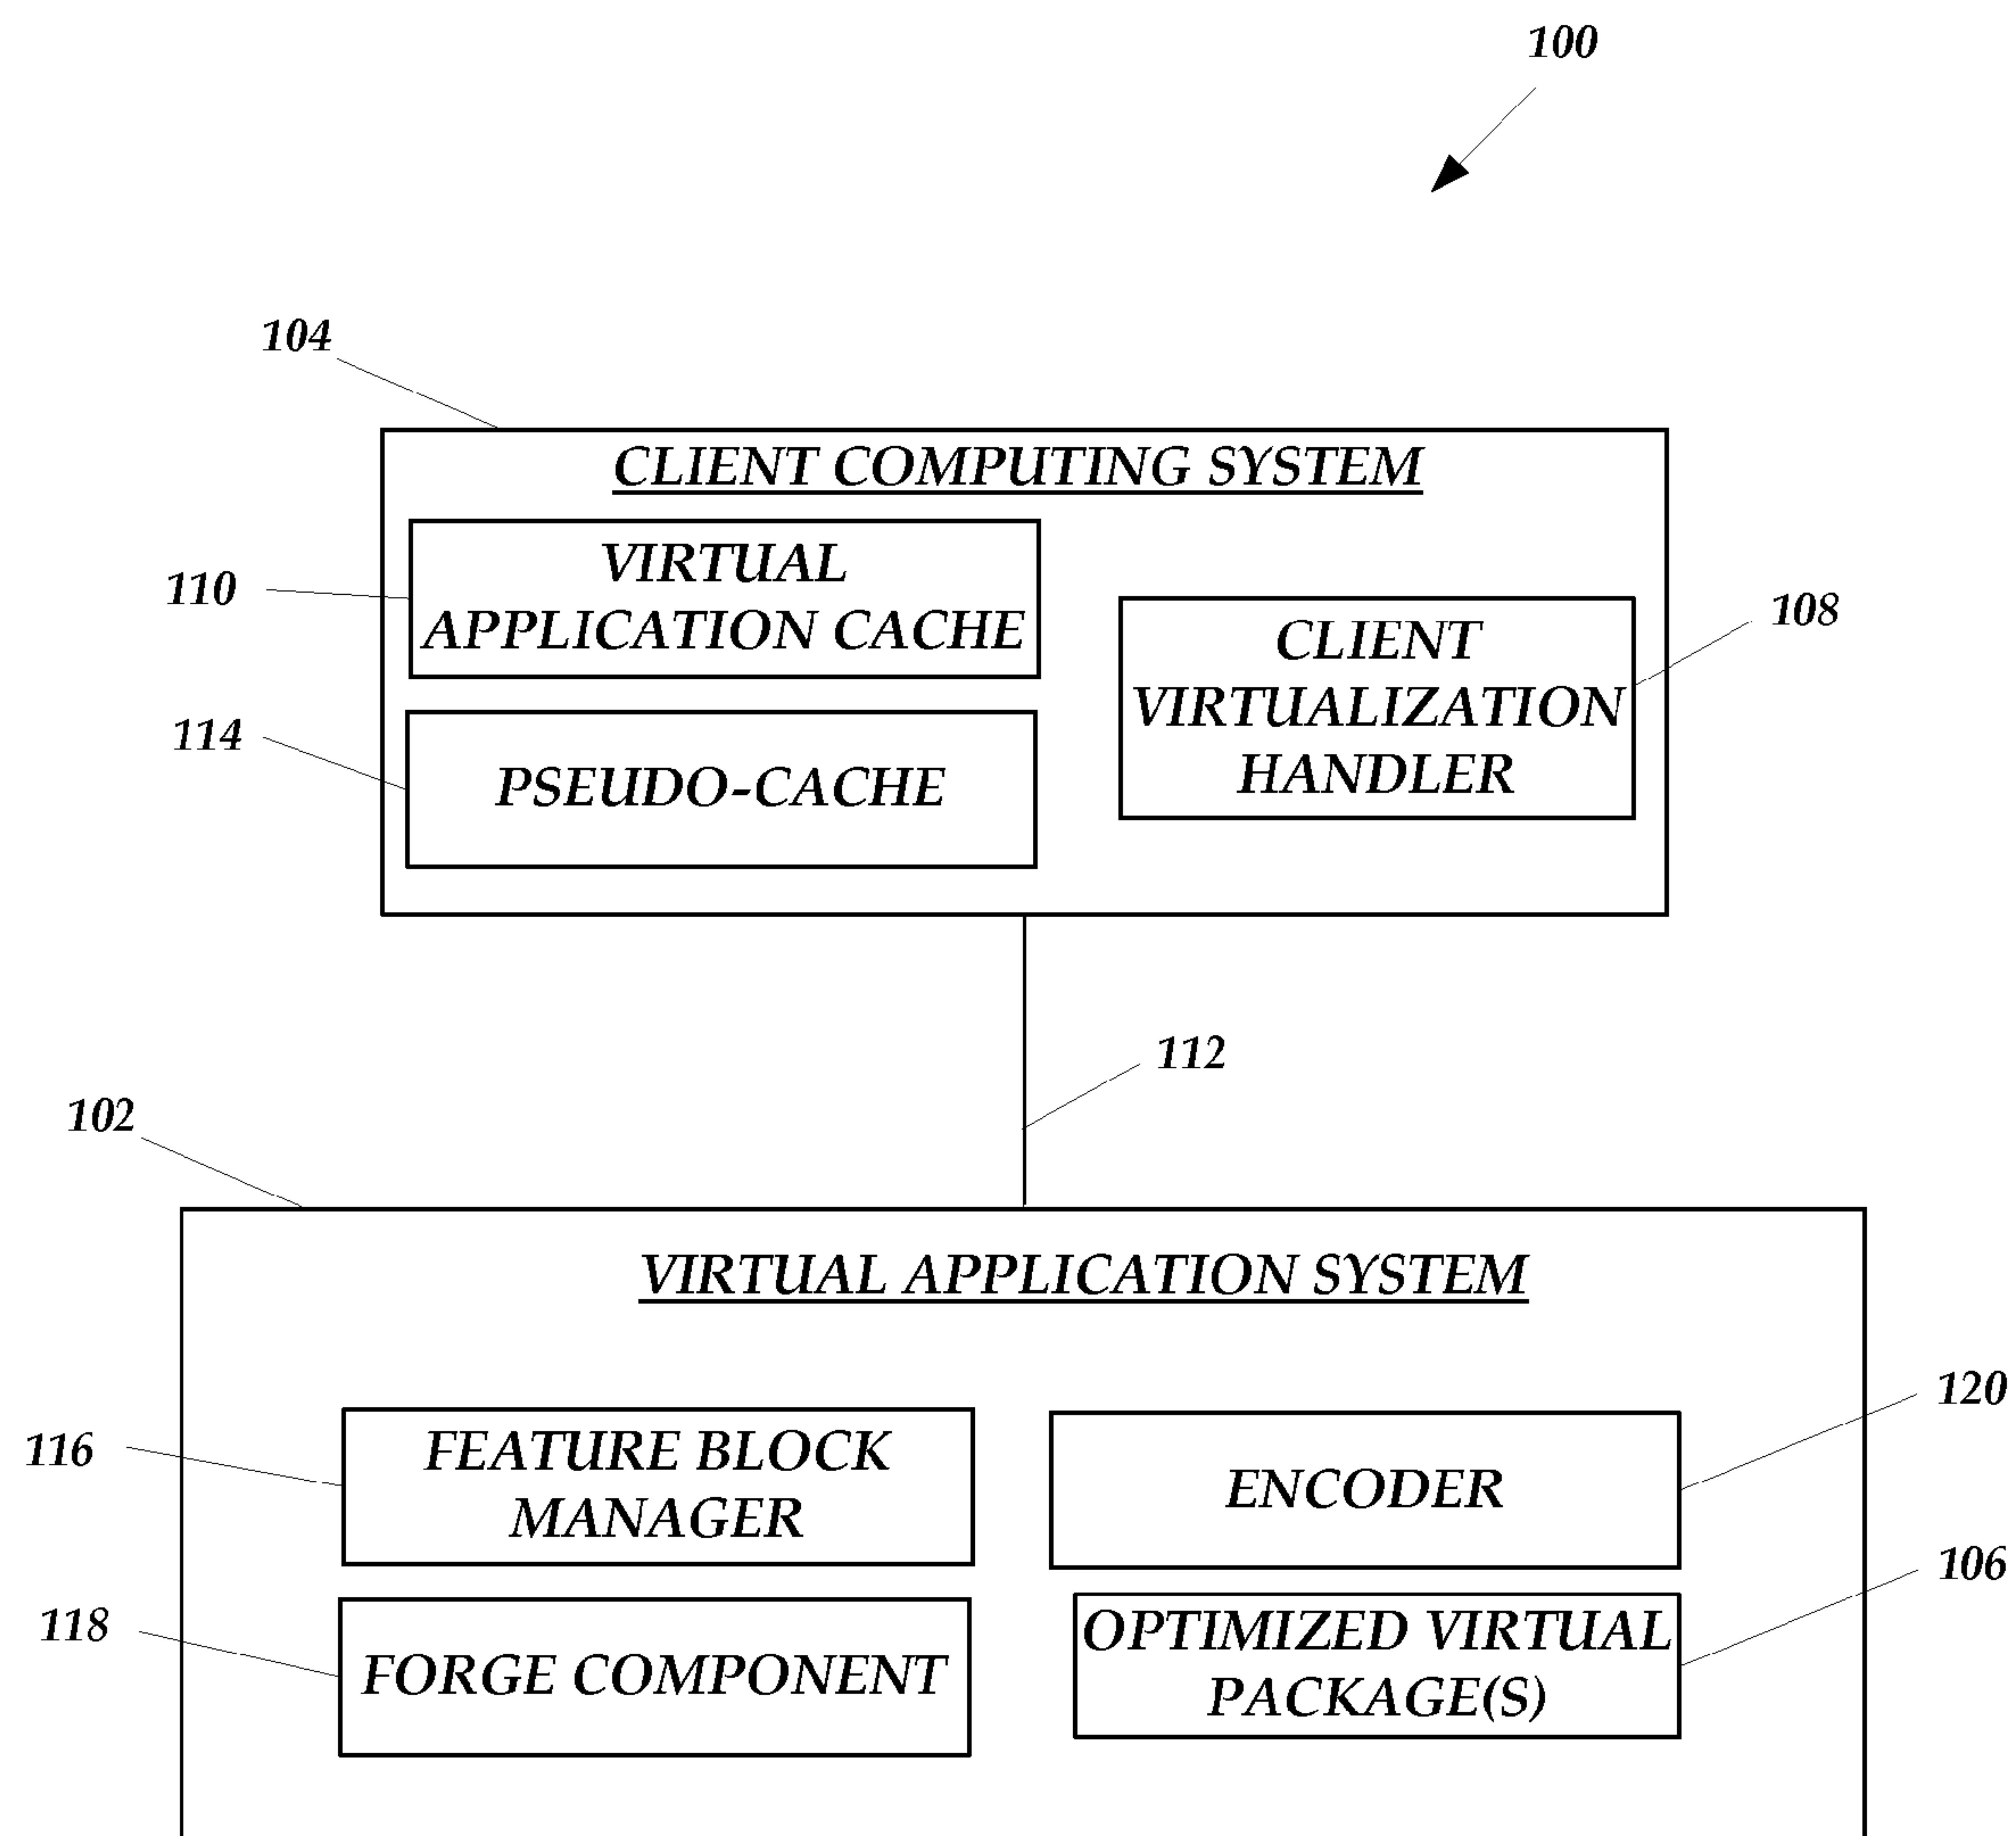 100
104
CLIENT COMPUTING SYSTEM
110
VIRTUAL
APPLICATION CACHE
108
CLIENT
VIRTUALIZATION
HANDLER
114
PSEUDO-CACHE
112
102
VIRTUAL APPLICATION SYSTEM
116
FEATURE BLOCK
MANAGER
120
ENCODER
118
FORGE COMPONENT
106
OPTIMIZED VIRTUAL
PACKAGE(S)